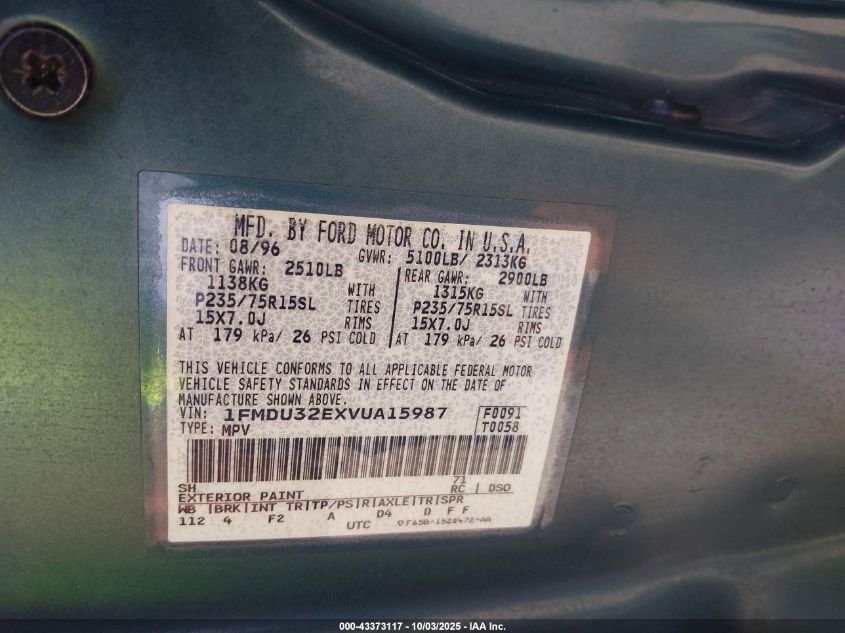 MFD. BY FORD MOTOR CO. IN U.S.A.
DATE: 08/96 GVWR: 5100LB/ 2313KG
FRONT GAWR: 2510LB REAR GAWR: 2900LB
1138KG WITH 1315KG WITH
P235/75R15SL TIRES P235/75R15SL TIRES
15X7.0J RIMS 15X7.0J RIMS
AT 179 kPa/ 26 PSI COLD AT 179 kPa/ 26 PSI COLD
THIS VEHICLE CONFORMS TO ALL APPLICABLE FEDERAL MOTOR
VEHICLE SAFETY STANDARDS IN EFFECT ON THE DATE OF
MANUFACTURE SHOWN ABOVE.
VIN: 1FMDU32EXVUA15987 F0091
TYPE: MPV T0058
SH 71
EXTERIOR PAINT RC DSO
WB BRK INT TR TP/PS R AXLE TR SPR
112 4 F2 A D4 D F F
UTC ▽F65B-1520472-AA
000-43373117 - 10/03/2025 - IAA Inc.